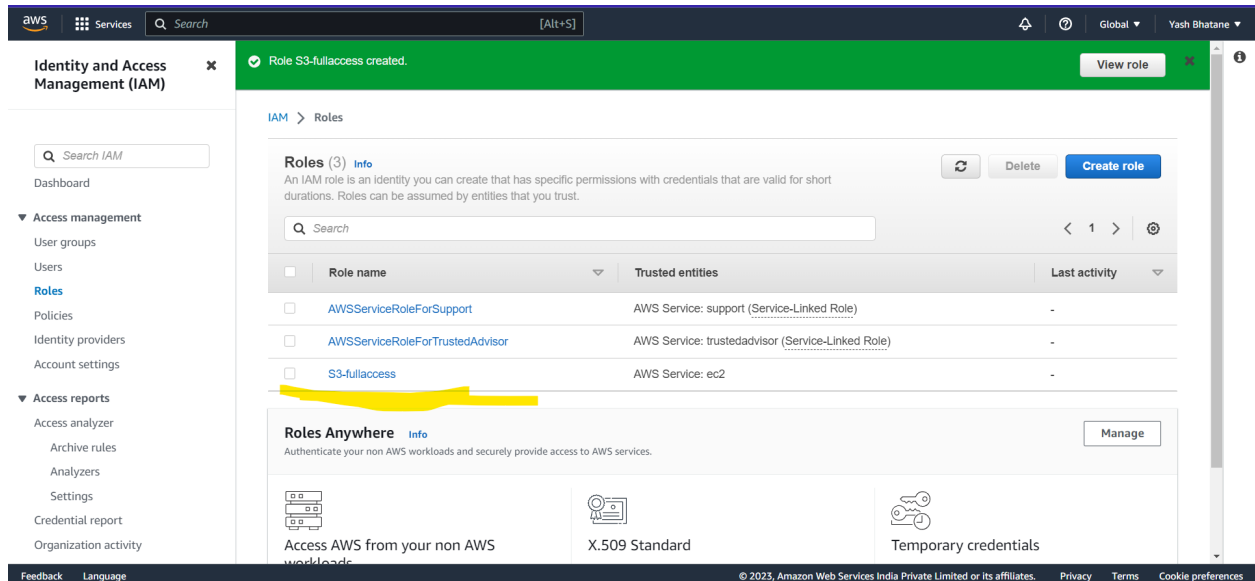 aws
Services
Search
[Alt+S]
Global ▼
Yash Bhatane ▼
Identity and Access
Management (IAM)
Search IAM
Dashboard
Access management
User groups
Users
Roles
Policies
Identity providers
Account settings
Access reports
Access analyzer
Archive rules
Analyzers
Settings
Credential report
Organization activity
Role S3-fullaccess created.
View role
IAM > Roles
Roles (3) Info
An IAM role is an identity you can create that has specific permissions with credentials that are valid for short
durations. Roles can be assumed by entities that you trust.
Delete
Create role
Search
1
Role name
Trusted entities
Last activity
AWSServiceRoleForSupport
AWS Service: support (Service-Linked Role)
-
AWSServiceRoleForTrustedAdvisor
AWS Service: trustedadvisor (Service-Linked Role)
-
S3-fullaccess
AWS Service: ec2
-
Roles Anywhere Info
Authenticate your non AWS workloads and securely provide access to AWS services.
Manage
Access AWS from your non AWS
workloads
X.509 Standard
Temporary credentials
Feedback
Language
© 2023, Amazon Web Services India Private Limited or its affiliates.
Privacy
Terms
Cookie preferences